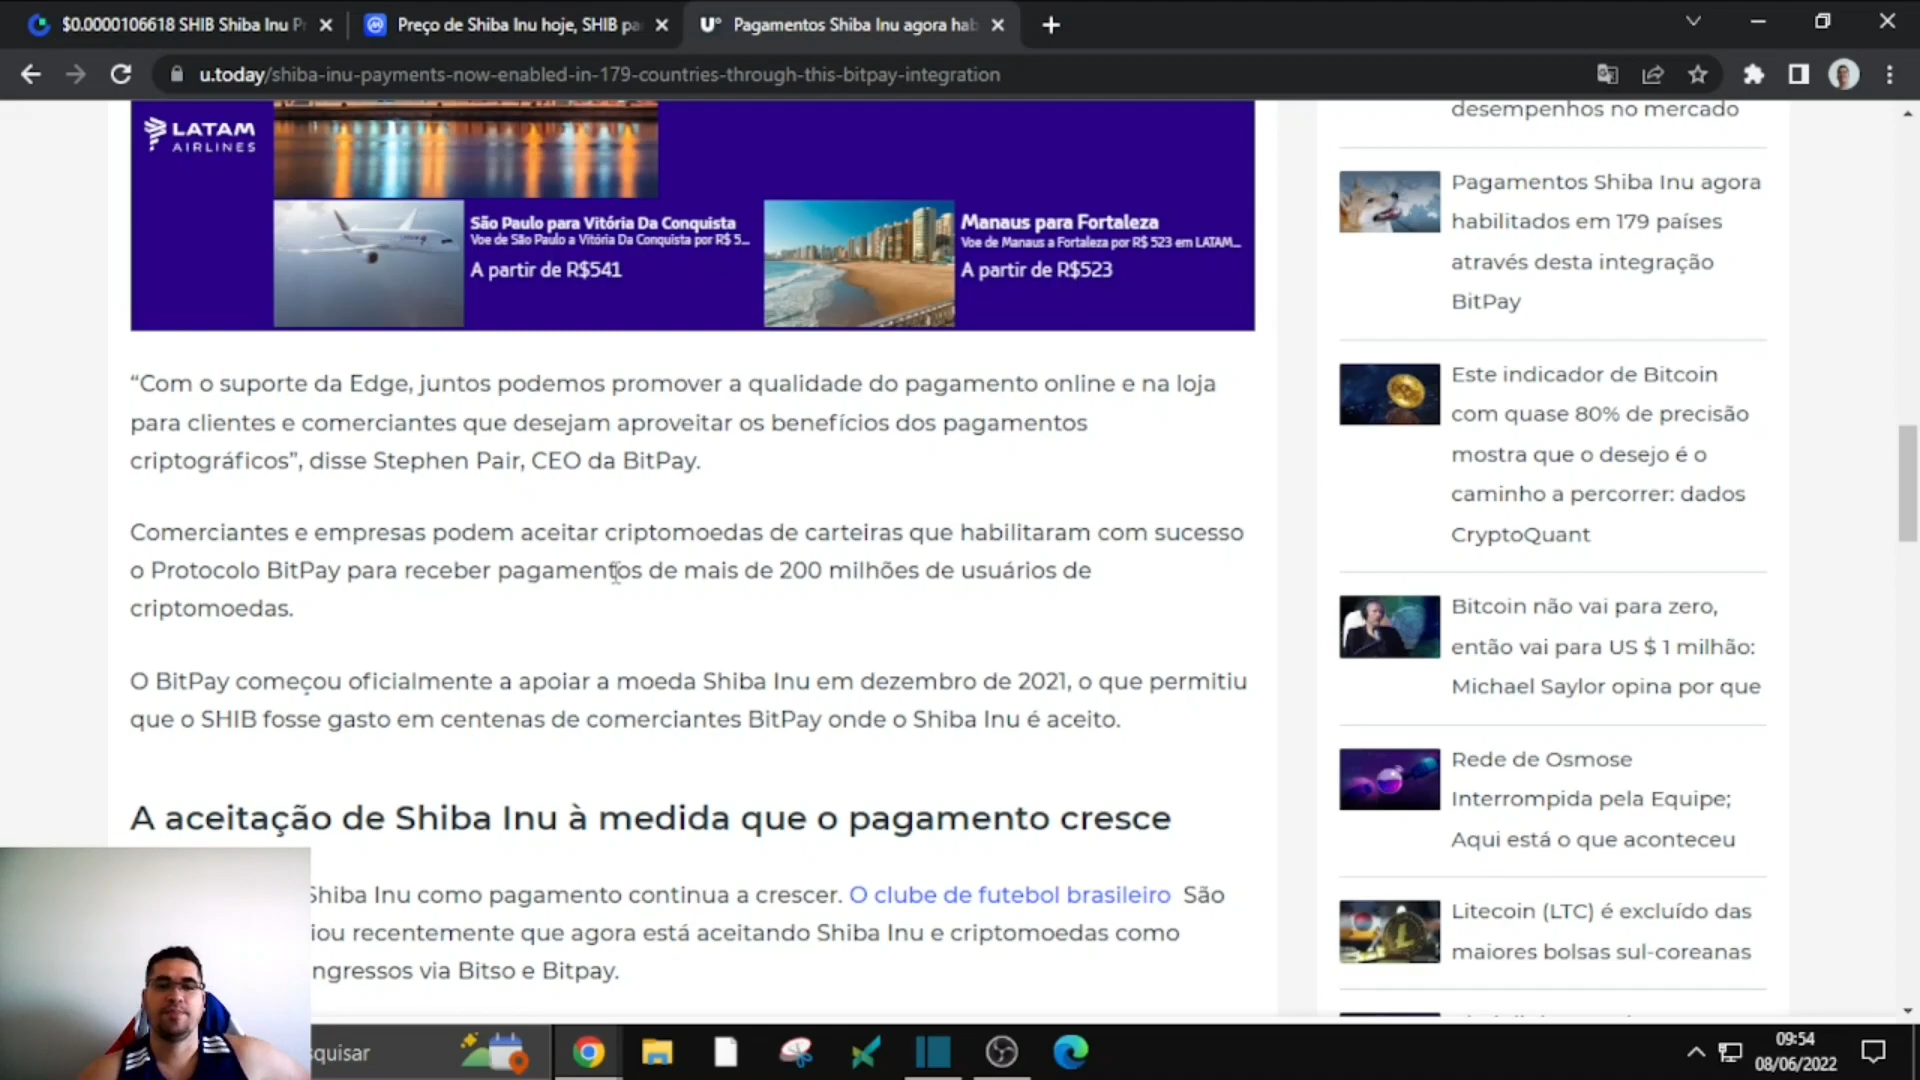 $0.0000106618 SHIB Shiba Inu P
Preço de Shiba Inu hoje, SHIB pa
U° Pagamentos Shiba Inu agora hab
u.today/shiba-inu-payments-now-enabled-in-179-countries-through-this-bitpay-integration
LATAM
AIRLINES
São Paulo para Vitória Da Conquista
Voe de São Paulo a Vitória Da Conquista por R$ 5...
A partir de R$541
Manaus para Fortaleza
Voe de Manaus a Fortaleza por R$ 523 em LATAM...
A partir de R$523
“Com o suporte da Edge, juntos podemos promover a qualidade do pagamento online e na loja
para clientes e comerciantes que desejam aproveitar os benefícios dos pagamentos
criptográficos”, disse Stephen Pair, CEO da BitPay.
Comerciantes e empresas podem aceitar criptomoedas de carteiras que habilitaram com sucesso
o Protocolo BitPay para receber pagamentos de mais de 200 milhões de usuários de
criptomoedas.
O BitPay começou oficialmente a apoiar a moeda Shiba Inu em dezembro de 2021, o que permitiu
que o SHIB fosse gasto em centenas de comerciantes BitPay onde o Shiba Inu é aceito.
A aceitação de Shiba Inu à medida que o pagamento cresce
Shiba Inu como pagamento continua a crescer. O clube de futebol brasileiro São
iou recentemente que agora está aceitando Shiba Inu e criptomoedas como
ngressos via Bitso e Bitpay.
desempenhos no mercado
Pagamentos Shiba Inu agora
habilitados em 179 países
através desta integração
BitPay
Este indicador de Bitcoin
com quase 80% de precisão
mostra que o desejo é o
caminho a percorrer: dados
CryptoQuant
Bitcoin não vai para zero,
então vai para US $ 1 milhão:
Michael Saylor opina por que
Rede de Osmose
Interrompida pela Equipe;
Aqui está o que aconteceu
Litecoin (LTC) é excluído das
maiores bolsas sul-coreanas
squisar
09:54
08/06/2022